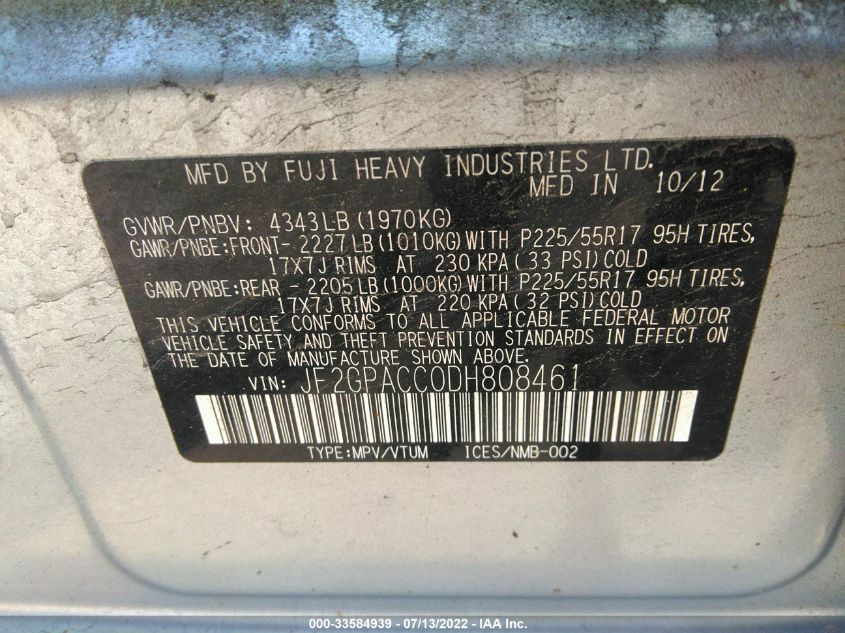 MFD BY FUJI HEAVY INDUSTRIES LTD.
MFD IN 10/12
GVWR/PNBV: 4343LB (1970KG)
GAWR/PNBE:FRONT- 2227LB (1010KG) WITH P225/55R17 95H TIRES,
17X7J RIMS AT 230 KPA ( 33 PSI) COLD
GAWR/PNBE:REAR - 2205LB (1000KG) WITH P225/55R17 95H TIRES,
17X7J RIMS AT 220 KPA ( 32 PSI) COLD
THIS VEHICLE CONFORMS TO ALL APPLICABLE FEDERAL MOTOR
VEHICLE SAFETY AND THEFT PREVENTION STANDARDS IN EFFECT ON
THE DATE OF MANUFACTURE SHOWN ABOVE.
VIN: JF2GPACC0DH808461
TYPE:MPV/VTUM ICES/NMB-002
000-33584939 - 07/13/2022 - IAA Inc.